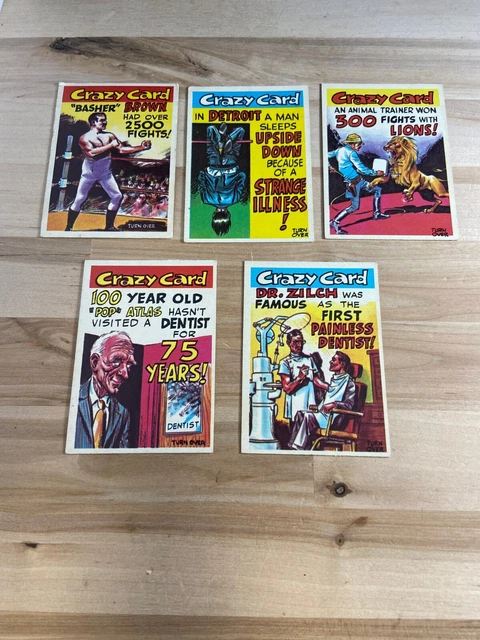 Crazy Card
"BASHER" BROWN
HAD OVER
2500
FIGHTS!
TURN OVER
Crazy Card
IN DETROIT A MAN
SLEEPS
UPSIDE
DOWN
BECAUSE
OF A
STRANGE
ILLNESS
!
TURN
OVER
Crazy Card
AN ANIMAL TRAINER WON
300 FIGHTS WITH
LIONS!
TURN
OVER
Crazy Card
100 YEAR OLD
"POP" ATLAS HASN'T
VISITED A DENTIST
FOR
75
YEARS!
DENTIST
TURN OVER
Crazy Card
DR. ZILCH WAS
FAMOUS AS THE
FIRST
PAINLESS
DENTIST!
TURN
OVER